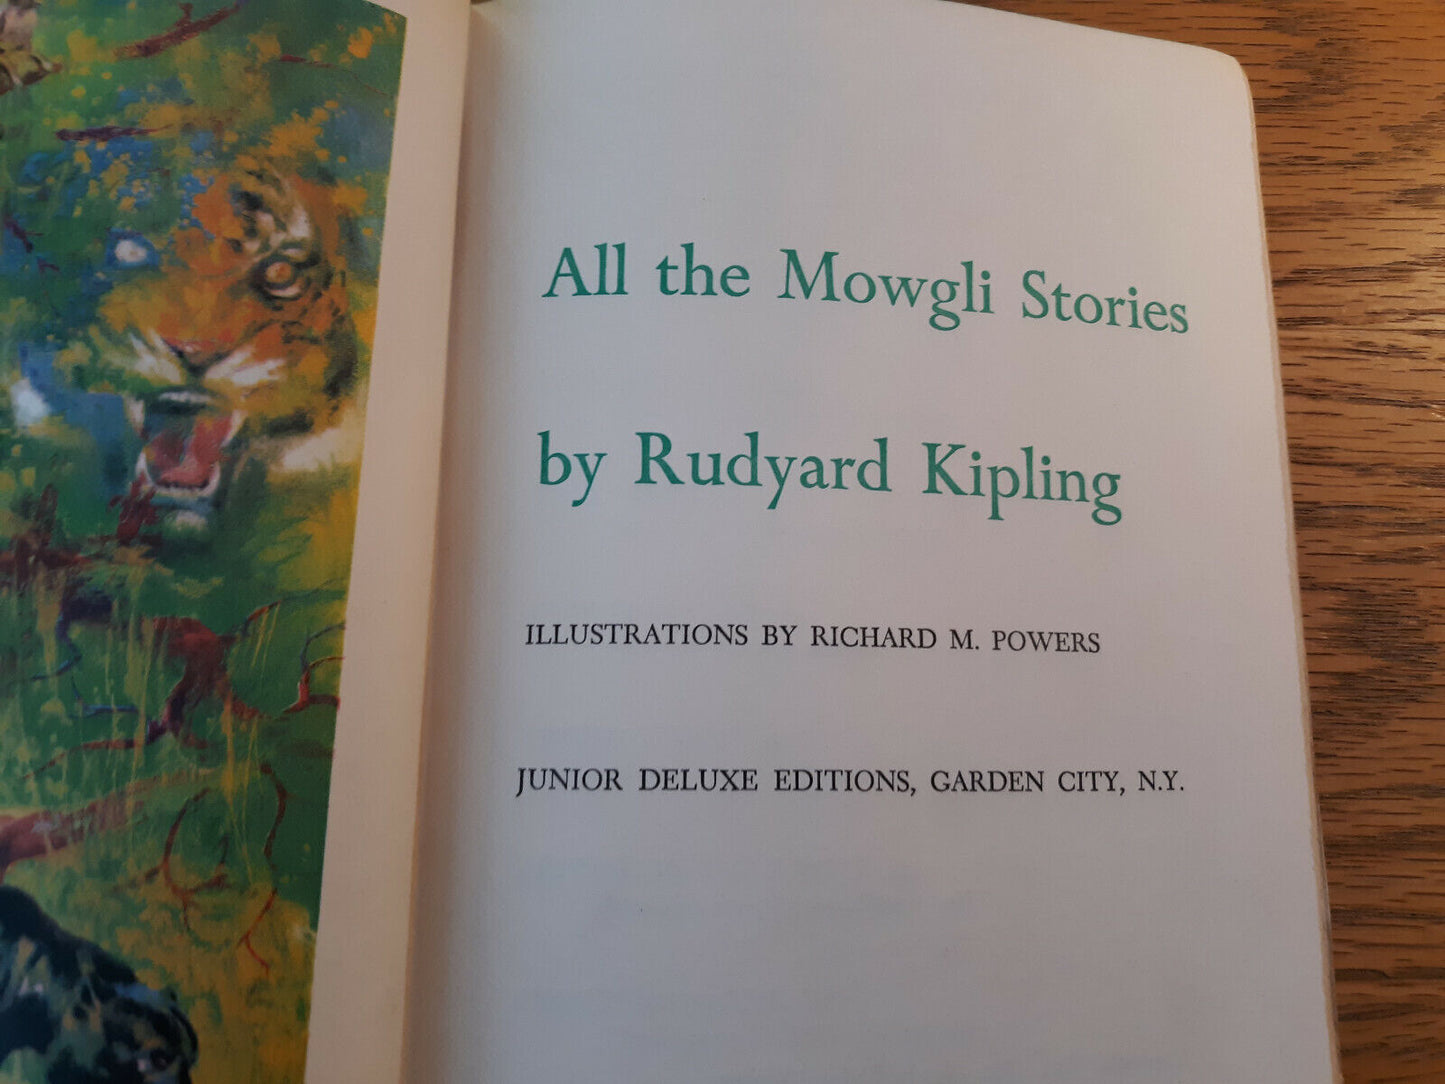 All the Mowgli Stories
by Rudyard Kipling
ILLUSTRATIONS BY RICHARD M. POWERS
JUNIOR DELUXE EDITIONS, GARDEN CITY, N.Y.